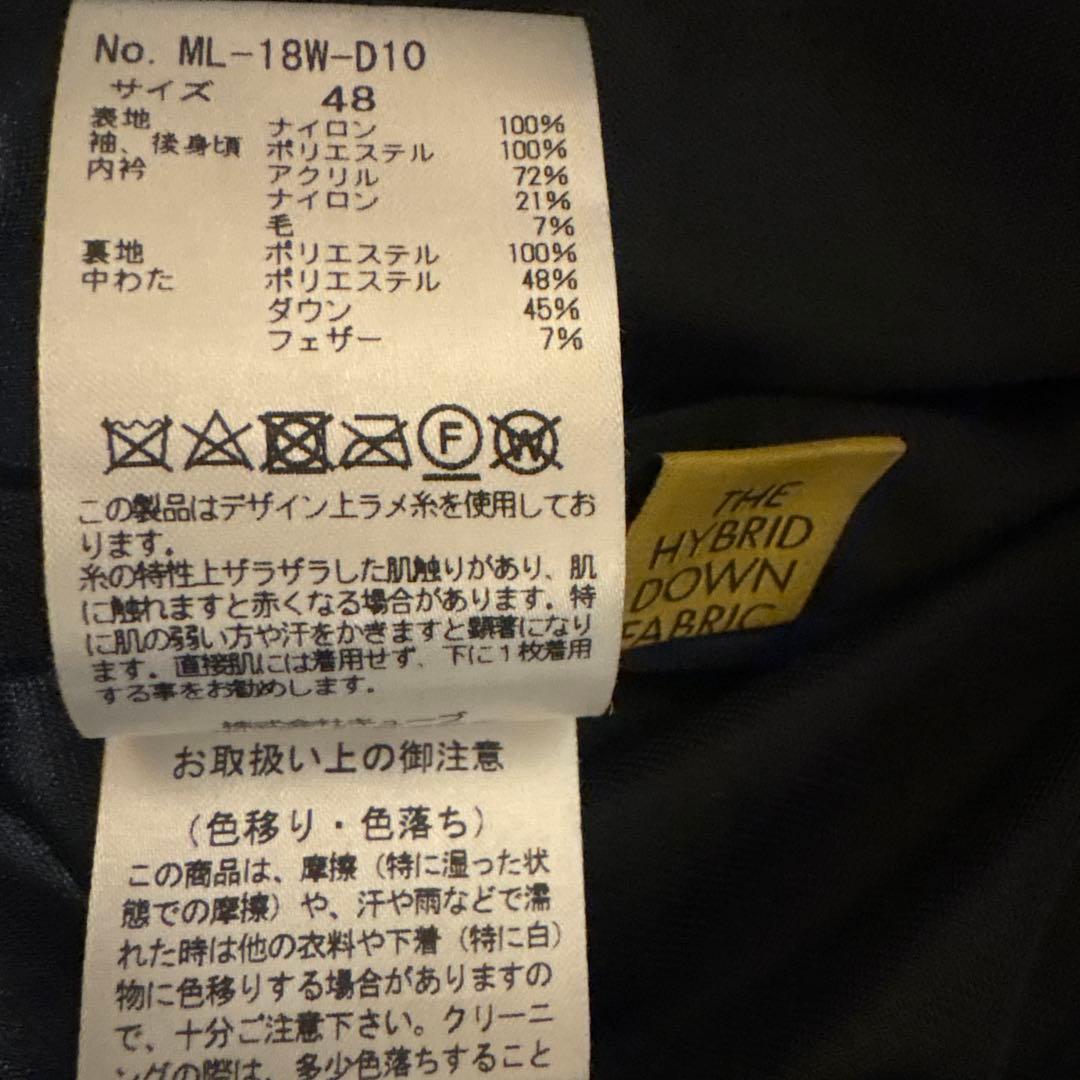 No. ML-18W-D10
サイズ 48
表地 ナイロン 100%
袖、後身頃 ポリエステル 100%
内衿 アクリル 72%
ナイロン 21%
毛 7%
裏地 ポリエステル 100%
中わた ポリエステル 48%
ダウン 45%
フェザー 7%
F W
この製品はデザイン上ラメ糸を使用してお
ります。
糸の特性上ザラザラした肌触りがあり、肌
に触れますと赤くなる場合があります。特
に肌の弱い方や汗をかきますと顕著になり
ます。直接肌には着用せず、下に1枚着用
する事をお勧めします。
株式会社キューブ
お取扱い上の御注意
(色移り・色落ち)
この商品は、摩擦(特に湿った状
態での摩擦)や、汗や雨などで濡
れた時は他の衣料や下着(特に白)
物に色移りする場合がありますの
で、十分ご注意下さい。クリーニ
ングの際は、多少色落ちすること
THE
HYBRID
DOWN
FABRIC